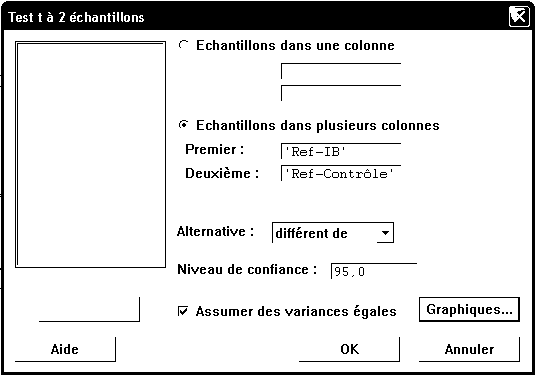 Test t à 2 échantillons
Echantillons dans une colonne
Echantillons dans plusieurs colonnes
Premier : 'Ref-IB'
Deuxième : 'Ref-Contrôle'
Alternative : différent de
Niveau de confiance : 95,0
Assumer des variances égales
Graphiques...
Aide
OK
Annuler